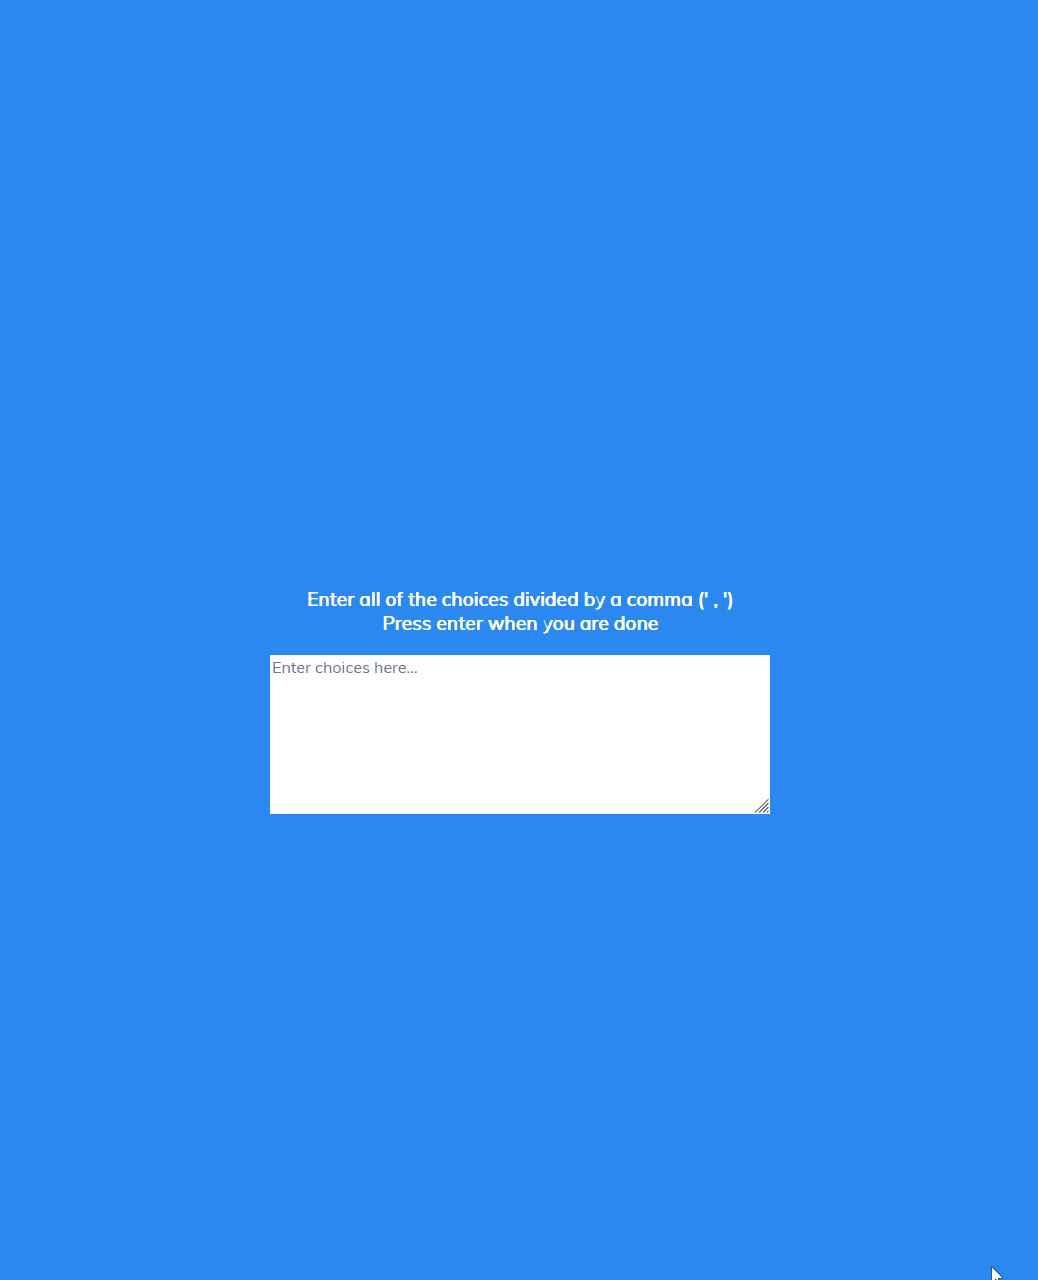 Enter all of the choices divided by a comma (' , ')
Press enter when you are done
Enter choices here...